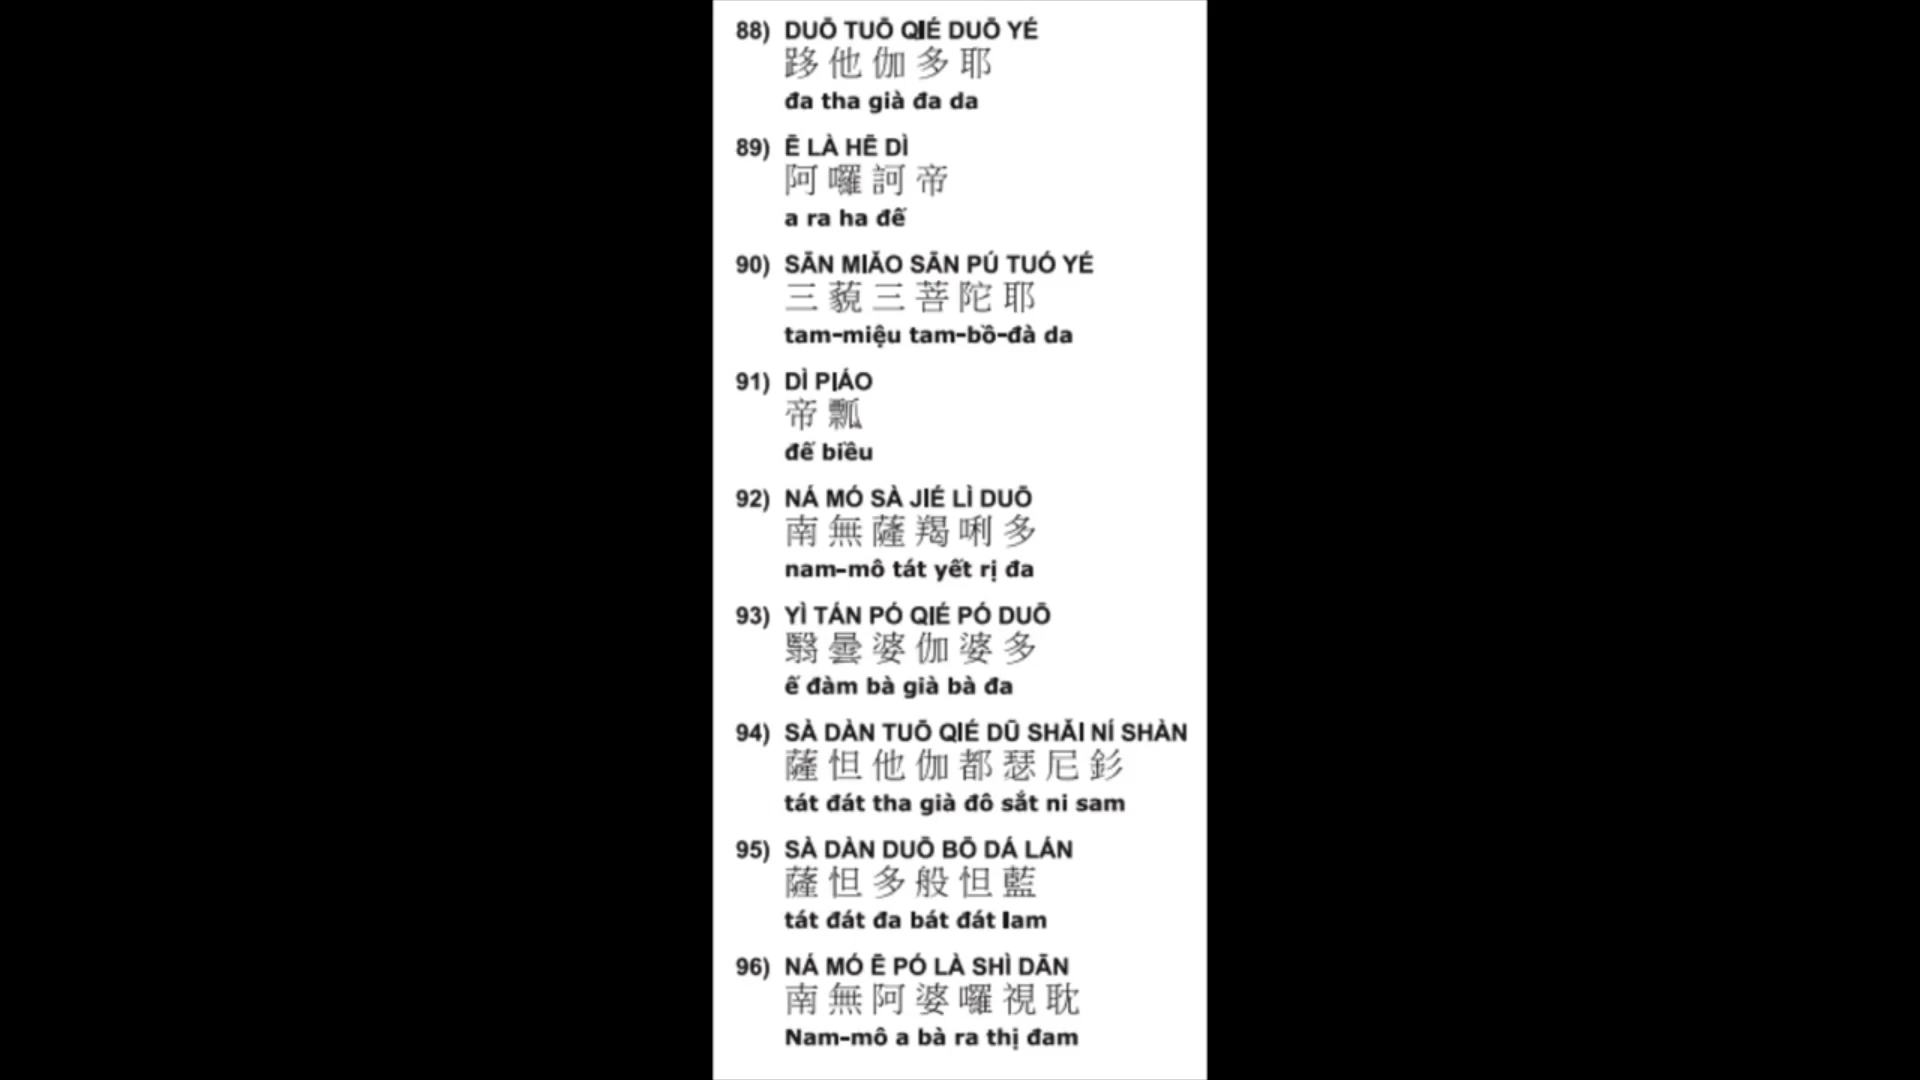 88) DUŌ TUŌ QIÉ DUŌ YÉ
跢他伽多耶
đa tha già đa da
89) Ē LÀ HĒ DÌ
阿囉訶帝
a ra ha đế
90) SĀN MIǍO SĀN PÚ TUÓ YÉ
三藐三菩陀耶
tam-miệu tam-bồ-đà da
91) DÌ PIÁO
帝瓢
đế biều
92) NÁ MÓ SÀ JIÉ LÌ DUŌ
南無薩羯唎多
nam-mô tát yết rị đa
93) YÌ TÁN PÓ QIÉ PÓ DUŌ
翳曇婆伽婆多
ế đàm bà già bà đa
94) SÀ DÀN TUŌ QIÉ DŪ SHǍI NÍ SHÀN
薩怛他伽都瑟尼釤
tát đát tha già đô sắt ni sam
95) SÀ DÀN DUŌ BŌ DÁ LÁN
薩怛多般怛藍
tát đát đa bát đát lam
96) NÁ MÓ Ē PÓ LÀ SHÌ DĀN
南無阿婆囉視耽
Nam-mô a bà ra thị đam